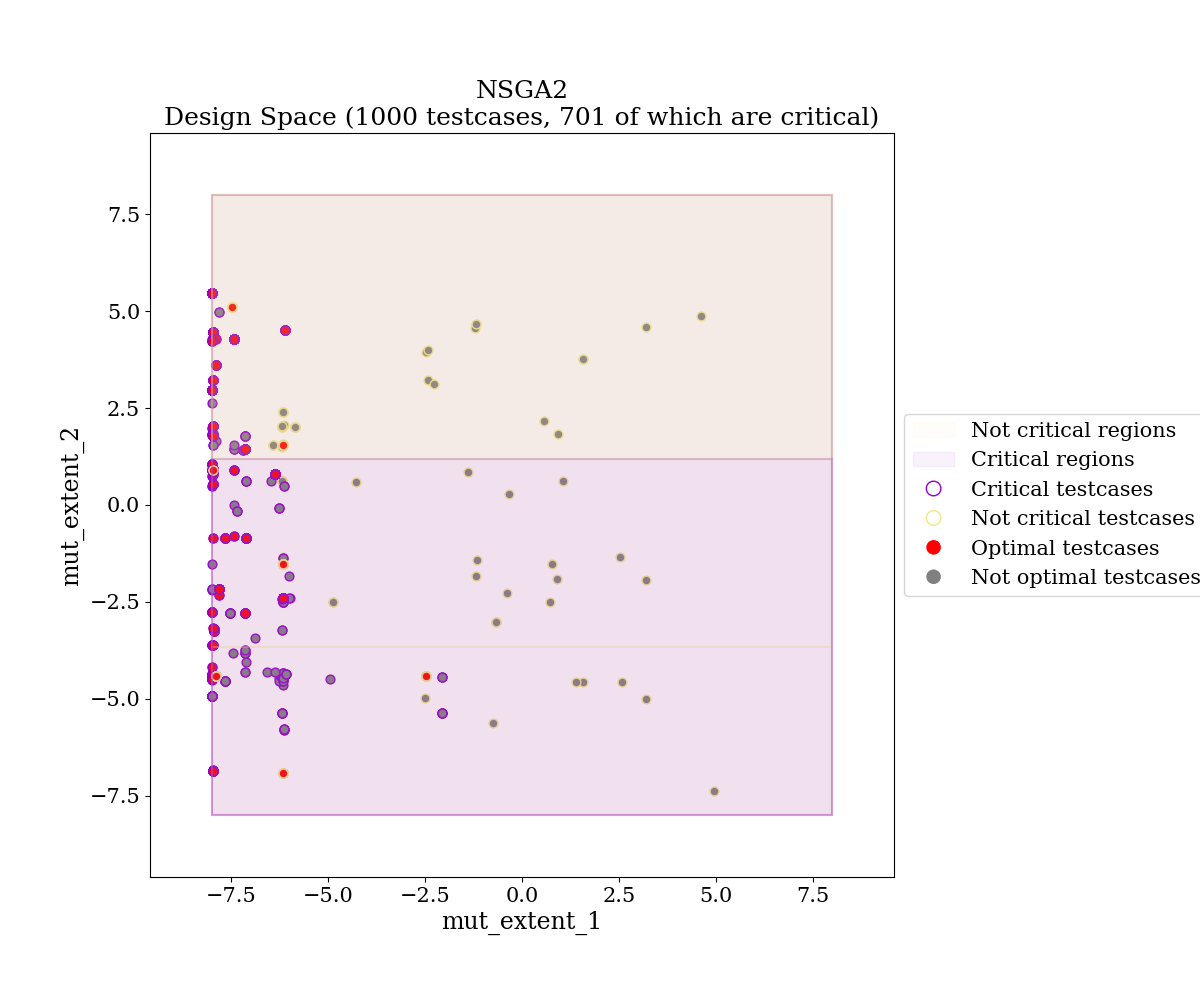 NSGA2
Design Space (1000 testcases, 701 of which are critical)
mut_extent_2
7.5
5.0
2.5
0.0
−2.5
−5.0
−7.5
−7.5
−5.0
−2.5
0.0
2.5
5.0
7.5
mut_extent_1
Not critical regions
Critical regions
Critical testcases
Not critical testcases
Optimal testcases
Not optimal testcases